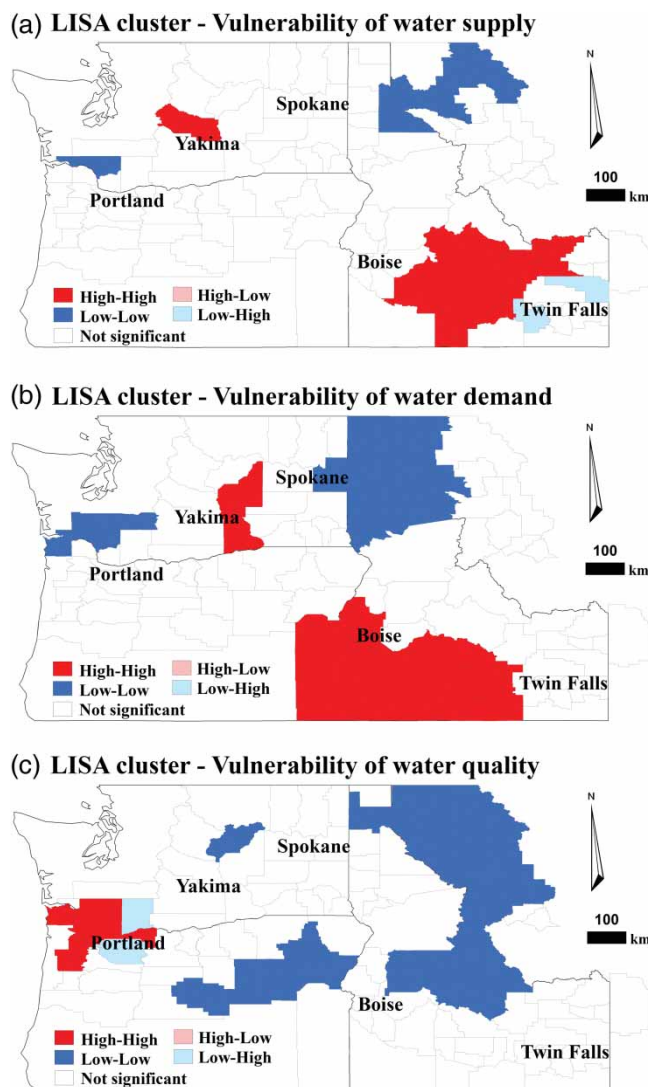 (a) LISA cluster - Vulnerability of water supply
N
Spokane
Yakima
100
km
Portland
Boise
High-High High-Low
Low-Low Low-High
Not significant
Twin Falls
(b) LISA cluster - Vulnerability of water demand
N
Spokane
Yakima
100
km
Portland
Boise
High-High High-Low
Low-Low Low-High
Not significant
Twin Falls
(c) LISA cluster - Vulnerability of water quality
N
Spokane
Yakima
100
km
Portland
Boise
High-High High-Low
Low-Low Low-High
Not significant
Twin Falls